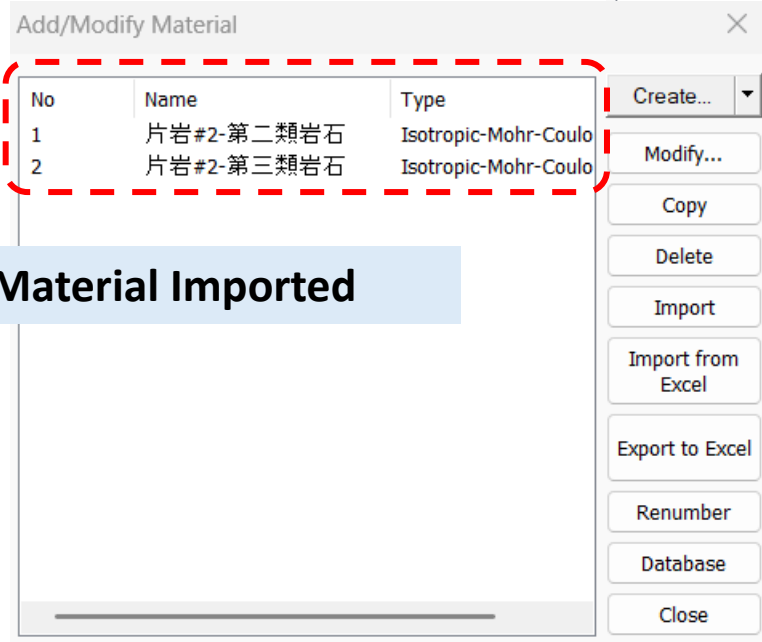 Add/Modify Material
No Name Type
1 片岩#2-第二類岩石 Isotropic-Mohr-Coulo
2 片岩#2-第三類岩石 Isotropic-Mohr-Coulo
Material Imported
Create...
Modify...
Copy
Delete
Import
Import from
Excel
Export to Excel
Renumber
Database
Close